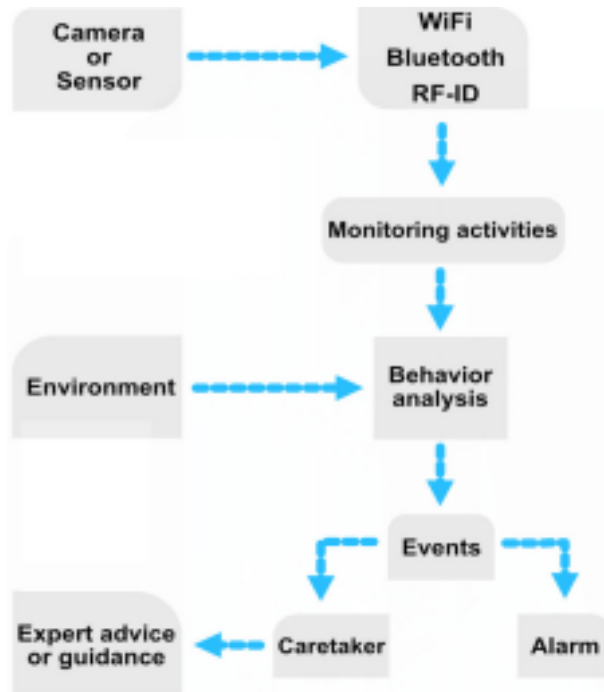 Camera
or
Sensor
WiFi
Bluetooth
RF-ID
Monitoring activities
Environment
Behavior
analysis
Events
Expert advice
or guidance
Caretaker
Alarm